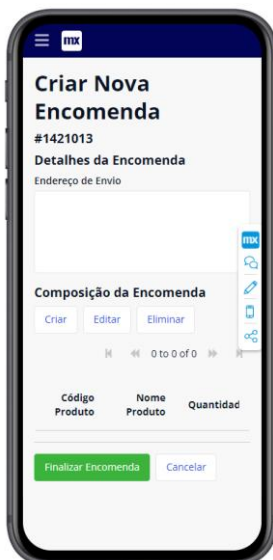 mx
Criar Nova
Encomenda
#1421013
Detalhes da Encomenda
Endereço de Envio
mx
Composição da Encomenda
Criar Editar Eliminar
0 to 0 of 0
Código Produto Nome Produto Quantidad
Finalizar Encomenda Cancelar